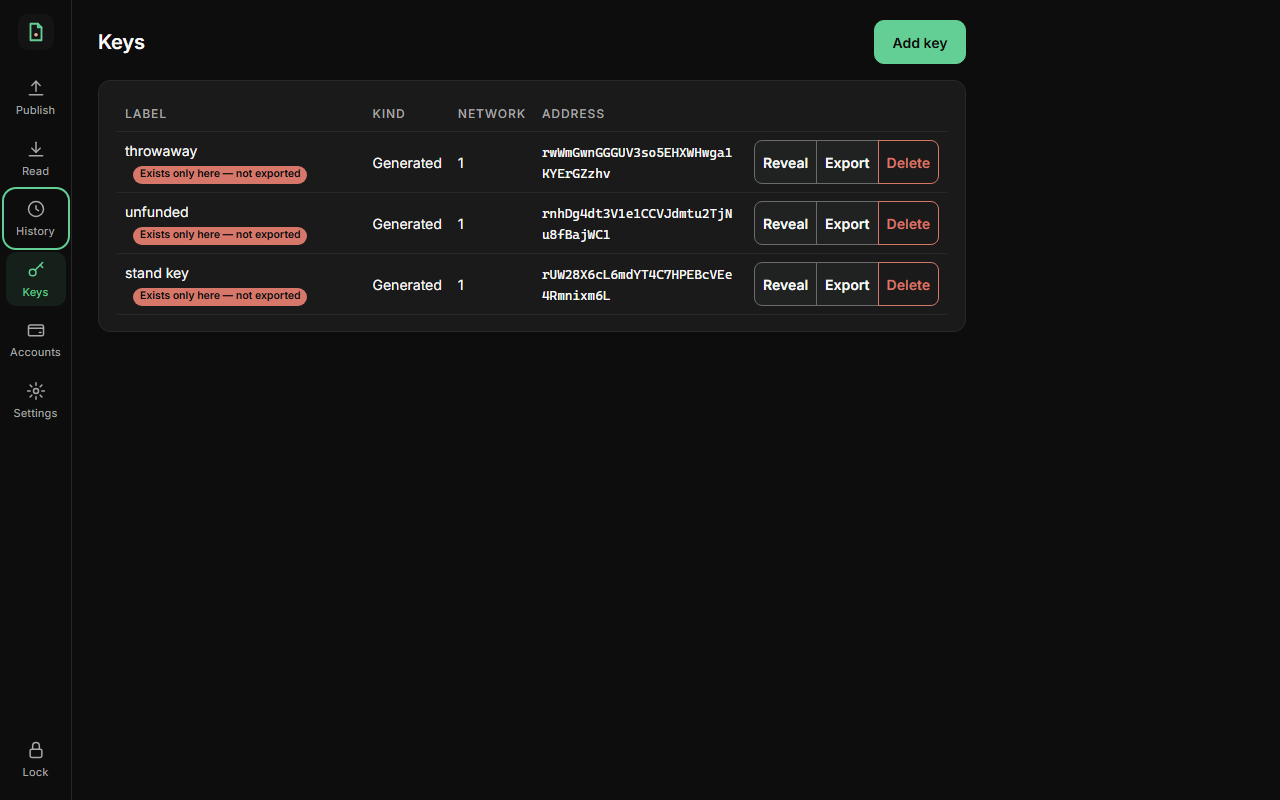 Keys
Add key
Publish
Read
History
Keys
Accounts
Settings
Lock
LABEL KIND NETWORK ADDRESS
throwaway
Exists only here — not exported
Generated 1
rwWmGwnGGGUV3so5EHXWHwga1
KYErGZzhv
Reveal Export Delete
unfunded
Exists only here — not exported
Generated 1
rnhDg4dt3V1e1CCVJdmtu2TjN
u8fBajWC1
Reveal Export Delete
stand key
Exists only here — not exported
Generated 1
rUW28X6cL6mdYT4C7HPEBcVEe
4Rmnixm6L
Reveal Export Delete